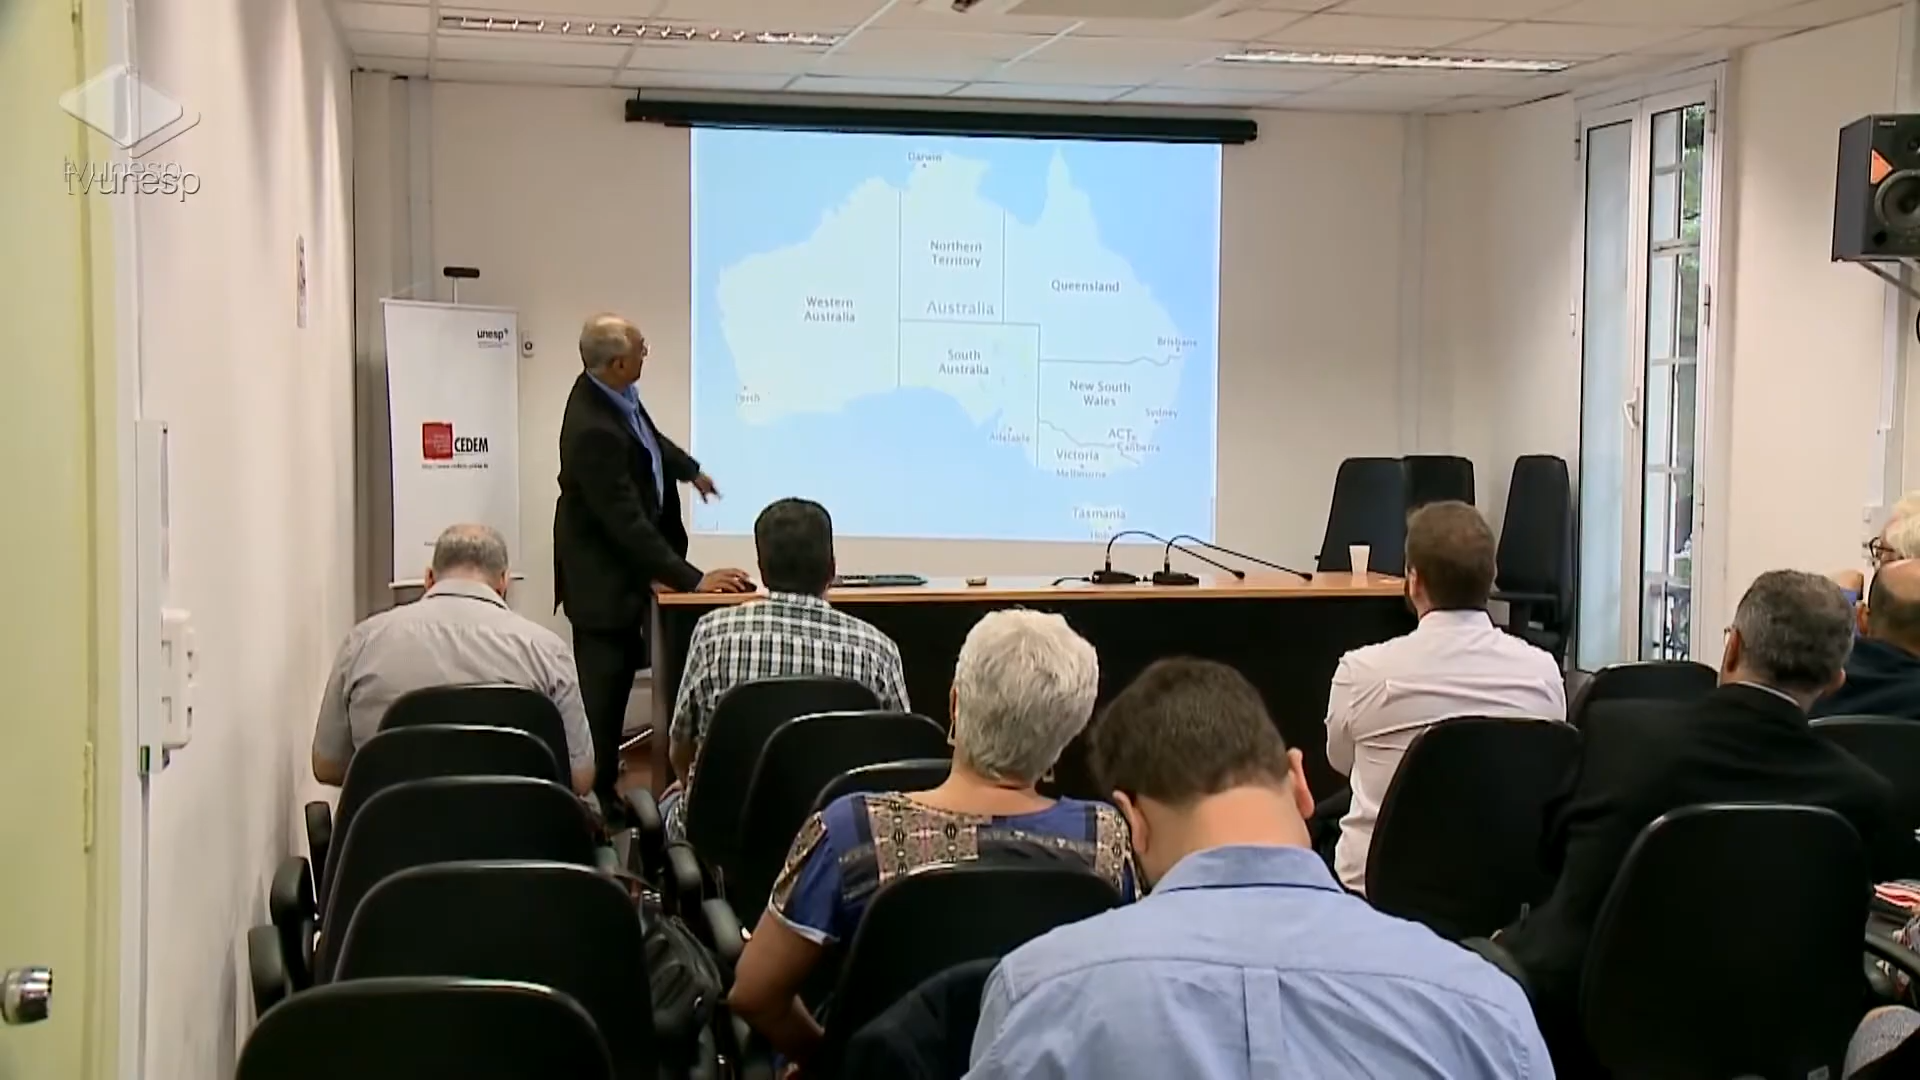 tvunesp
Darwin
Northern
Territory
Queensland
Western
Australia
Australia
Brisbane
South
Australia
New South
Wales
Perth
Sydney
Adelaide
ACT
Canberra
Victoria
Melbourne
Tasmania
unesp
CEDEM